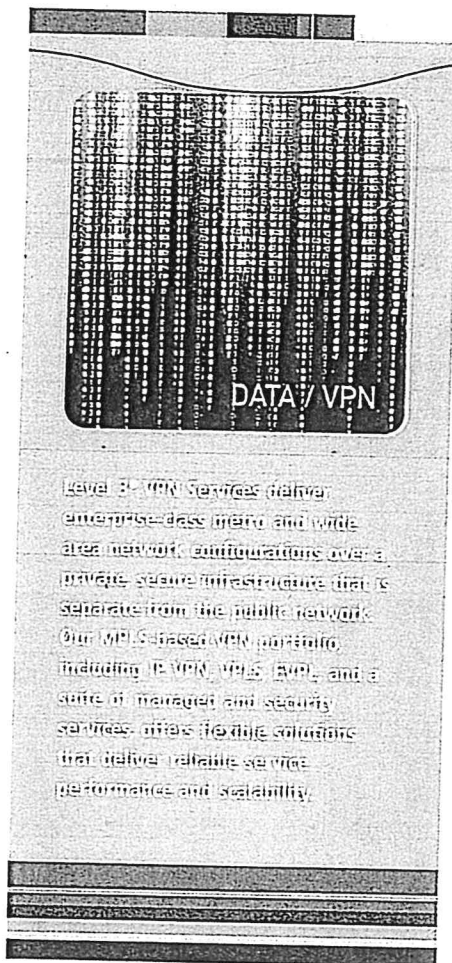 DATA / VPN
Level 3® VPN Services deliver
enterprise-class metro and wide
area network configurations over a
private, secure infrastructure that is
separate from the public network.
Our MPLS-based VPN portfolio,
including IP VPN, VPLS, EVPL, and a
suite of managed and security
services, offers flexible solutions
that deliver reliable service
performance and scalability.